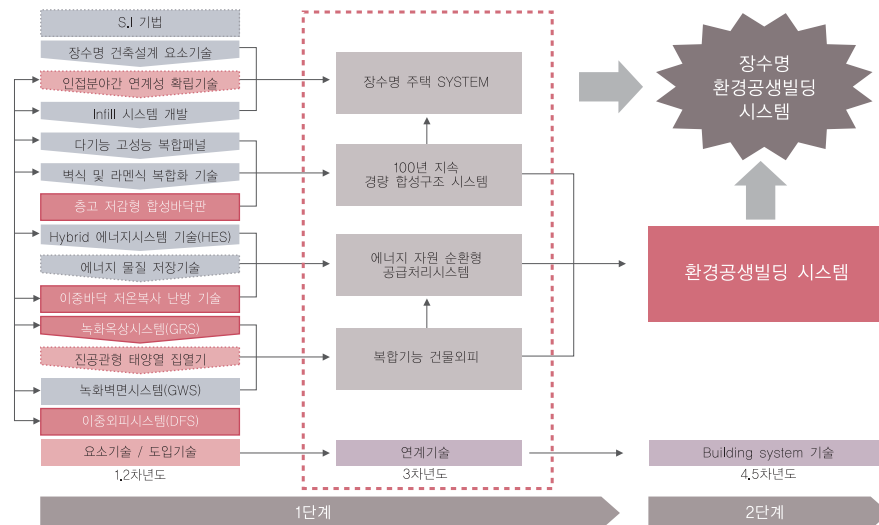 S.I 기법
장수명 건축설계 요소기술
인접분야간 연계성 확립기술
Infill 시스템 개발
다기능 고성능 복합패널
벽식 및 라멘식 복합화 기술
층고 저감형 합성바닥판
Hybrid 에너지시스템 기술(HES)
에너지 물질 저장기술
이중바닥 저온복사 난방 기술
녹화옥상시스템(GRS)
진공관형 태양열 집열기
녹화벽면시스템(GWS)
이중외피시스템(DFS)
요소기술 / 도입기술
1.2차년도
장수명 주택 SYSTEM
100년 지속
경량 합성구조 시스템
에너지 자원 순환형
공급처리시스템
복합기능 건물외피
연계기술
3차년도
장수명
환경공생빌딩
시스템
환경공생빌딩 시스템
Building system 기술
4.5차년도
1단계
2단계